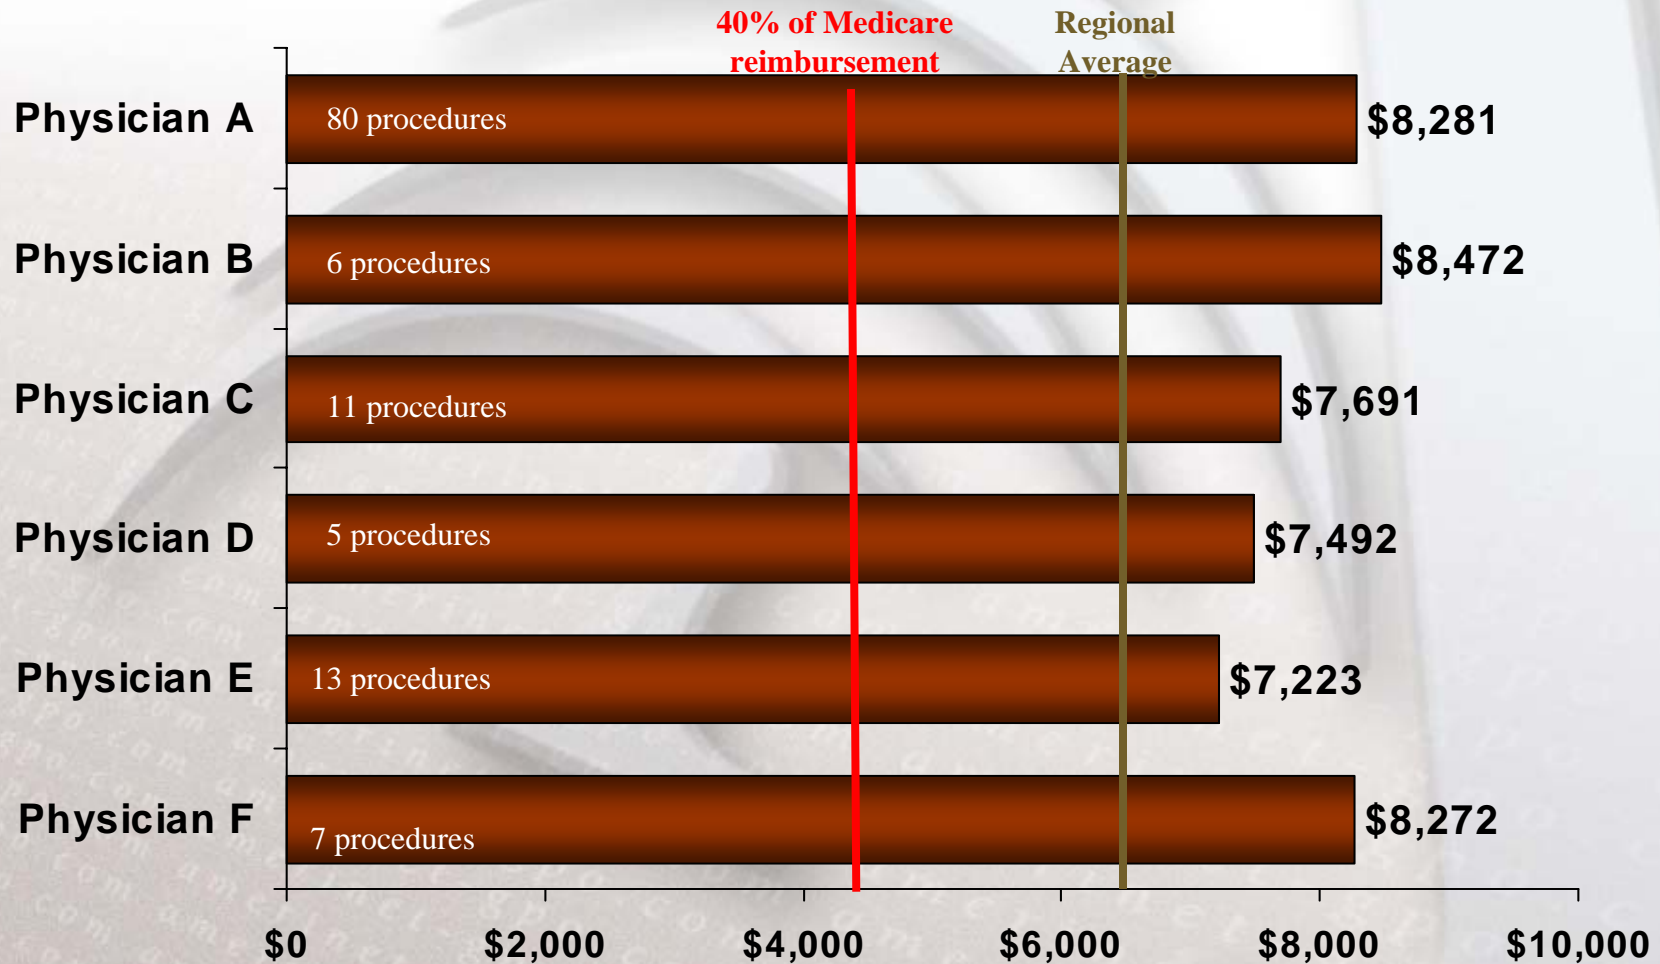 40% of Medicare
reimbursement
Regional
Average
Physician A
80 procedures
$8,281
Physician B
6 procedures
$8,472
Physician C
11 procedures
$7,691
Physician D
5 procedures
$7,492
Physician E
13 procedures
$7,223
Physician F
7 procedures
$8,272
$0 $2,000 $4,000 $6,000 $8,000 $10,000